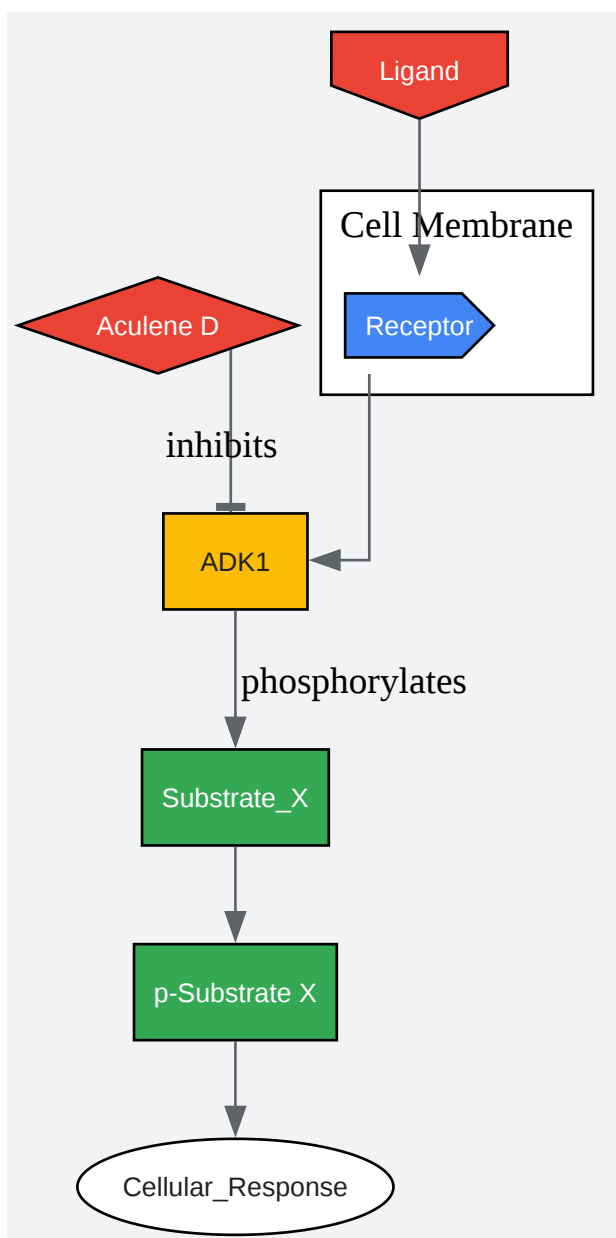 Ligand
Cell Membrane
Aculene D
Receptor
inhibits
ADK1
phosphorylates
Substrate_X
p-Substrate X
Cellular_Response